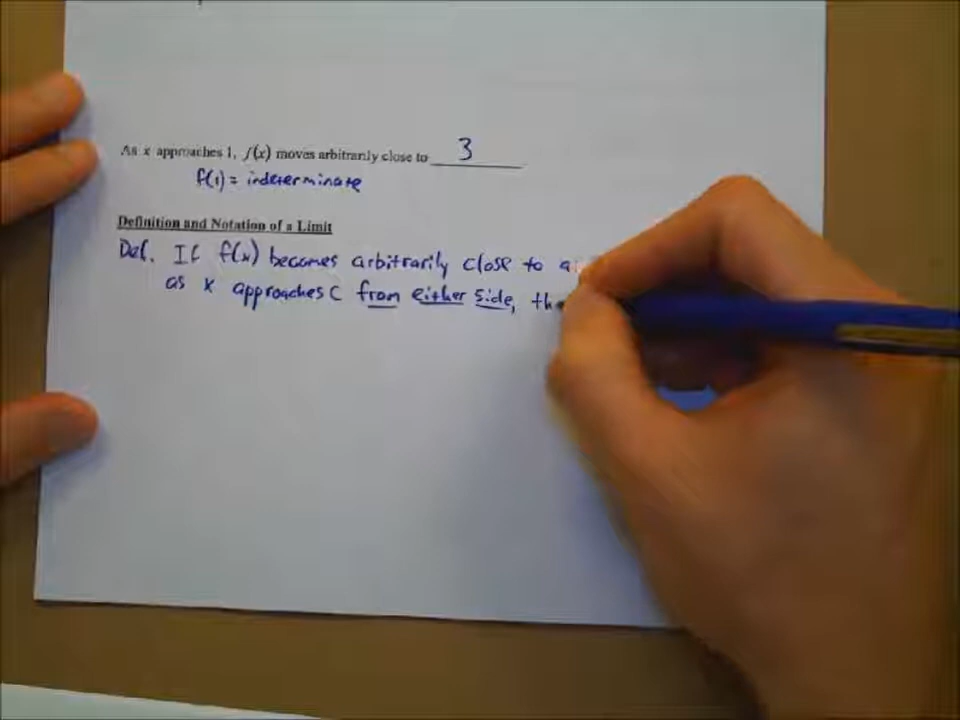 As x approaches 1, f(x) moves arbitrarily close to 3
f(1) = indeterminate
Definition and Notation of a Limit
Def. If f(x) becomes arbitrarily close to
as x approaches c from either side,